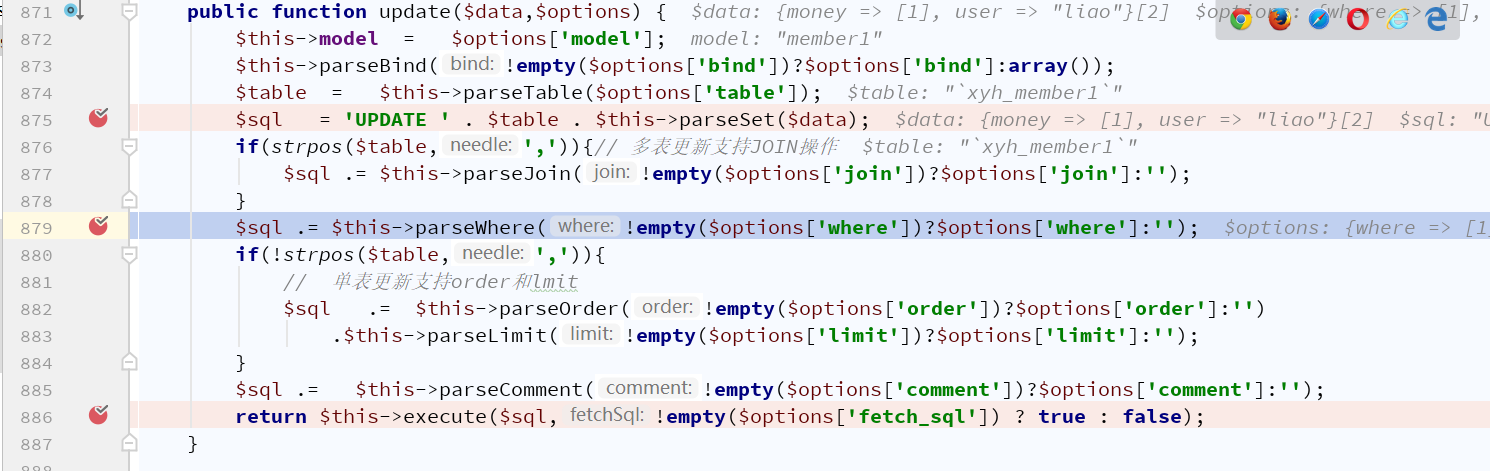 871 public function update($data,$options) { $data: {money => [1], user => "liao"}[2] $options: {where => [1],
872 $this->model = $options['model']; model: "member1"
873 $this->parseBind( bind: !empty($options['bind'])?$options['bind']:array());
874 $table = $this->parseTable($options['table']); $table: "`xyh_member1`"
875 $sql = 'UPDATE ' . $table . $this->parseSet($data); $data: {money => [1], user => "liao"}[2] $sql: "U
876 if(strpos($table, needle: ',')){// 多表更新支持JOIN操作 $table: "`xyh_member1`"
877 $sql .= $this->parseJoin( join: !empty($options['join'])?$options['join']:'');
878 }
879 $sql .= $this->parseWhere( where: !empty($options['where'])?$options['where']:''); $options: {where => [1]
880 if(!strpos($table, needle: ',')){
881 // 单表更新支持order和lmit
882 $sql .= $this->parseOrder( order: !empty($options['order'])?$options['order']:'')
883 .$this->parseLimit( limit: !empty($options['limit'])?$options['limit']:'');
884 }
885 $sql .= $this->parseComment( comment: !empty($options['comment'])?$options['comment']:'');
886 return $this->execute($sql, fetchSql: !empty($options['fetch_sql']) ? true : false);
887 }